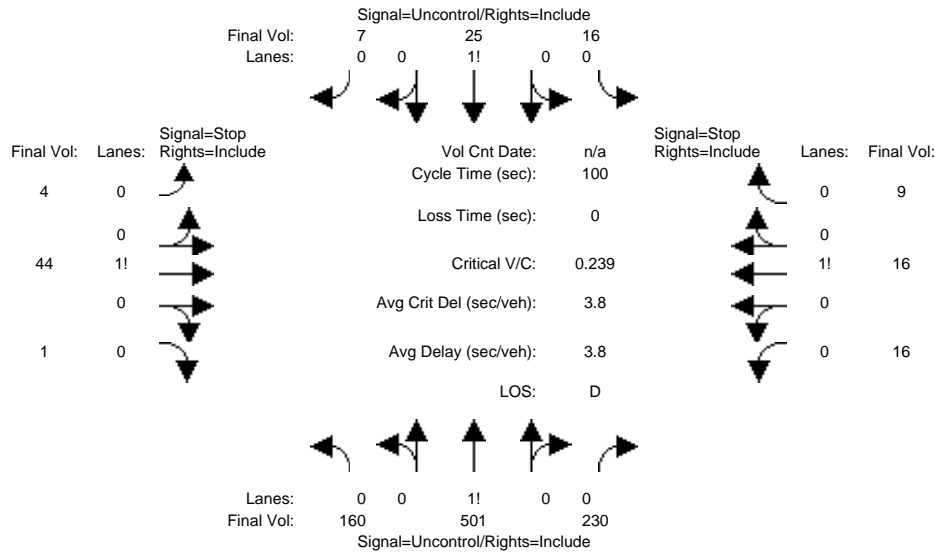 Signal=Uncontrol/Rights=Include
Final Vol: 7 25 16
Lanes: 0 0 1! 0 0
Signal=Stop Signal=Stop
Final Vol: Lanes: Rights=Include Vol Cnt Date: n/a Rights=Include Lanes: Final Vol:
Cycle Time (sec): 100
4 0 0 9
Loss Time (sec): 0
0 0
44 1! Critical V/C: 0.239 1! 16
0 Avg Crit Del (sec/veh): 3.8 0
1 0 Avg Delay (sec/veh): 3.8 0 16
LOS: D
Lanes: 0 0 1! 0 0
Final Vol: 160 501 230
Signal=Uncontrol/Rights=Include